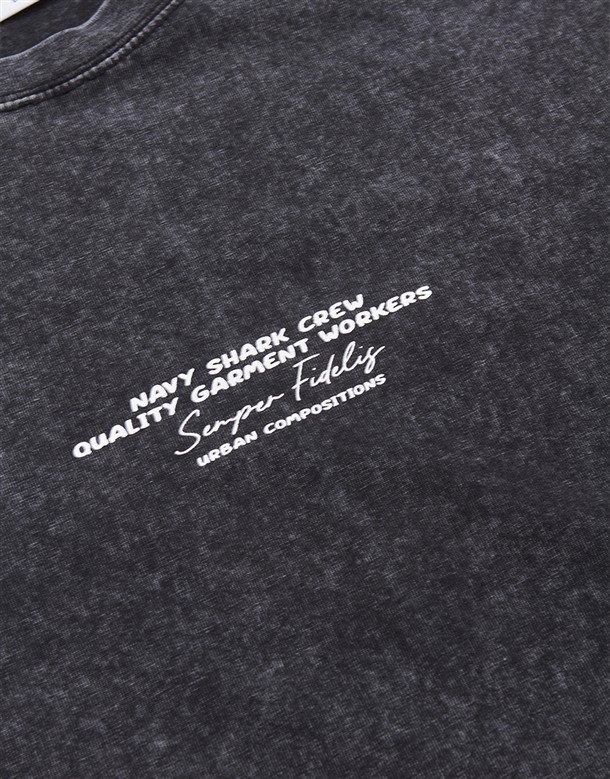 NAVY SHARK CREW
QUALITY GARMENT WORKERS
Semper Fidelis
URBAN COMPOSITIONS